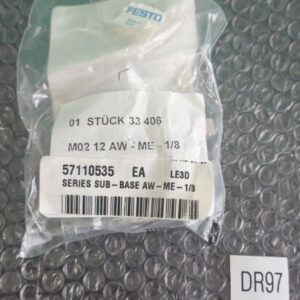 FESTO
01 STÜCK 33 406
M02 12 AW - ME - 1/8
57110535 EA LE3D
SERIES SUB-BASE AW-ME-1/8
DR97